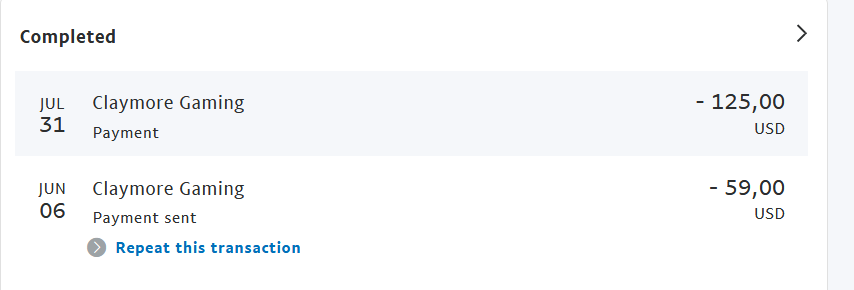 Completed
JUL
31
Claymore Gaming
Payment
- 125,00
USD
JUN
06
Claymore Gaming
Payment sent
- 59,00
USD
Repeat this transaction